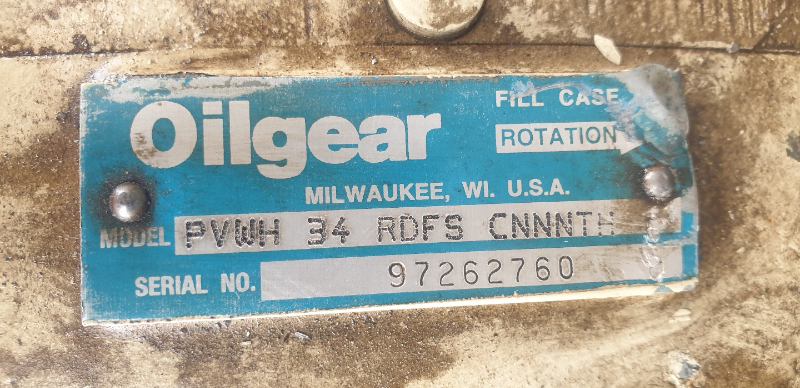 Oilgear
FILL CASE
ROTATION
MILWAUKEE, WI. U.S.A.
MODEL PVWH 34 RDFS CNNNTH
SERIAL NO. 97262760